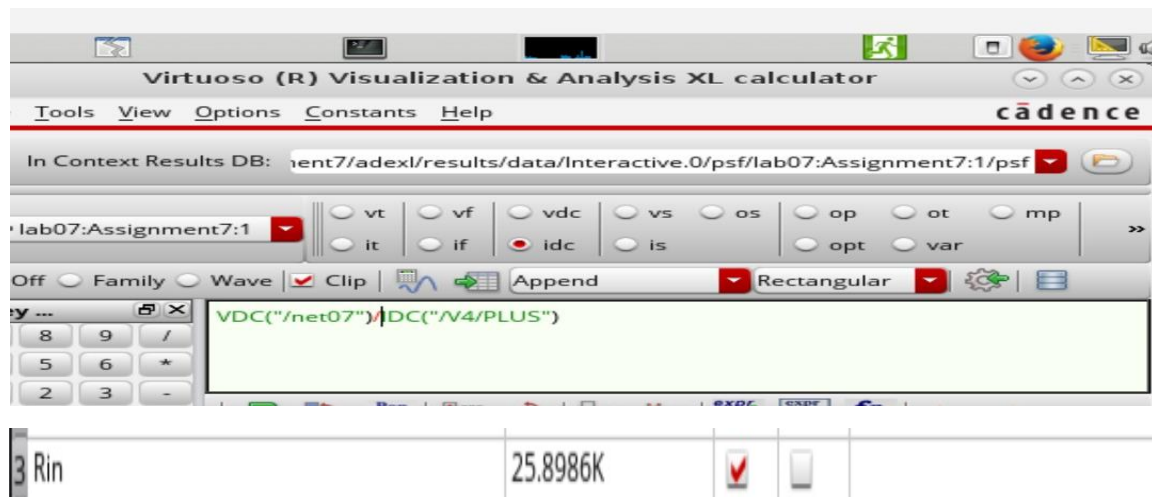 Virtuoso (R) Visualization & Analysis XL calculator
Tools View Options Constants Help cādence
In Context Results DB: nent7/adexl/results/data/Interactive.0/psf/lab07:Assignment7:1/psf
vt vf vdc vs os op ot mp
lab07:Assignment7:1 it if idc is opt var »
Off Family Wave Clip Append Rectangular
y ... VDC("/net07")/IDC("/V4/PLUS")
8 9 /
5 6 *
2 3 -
3 Rin 25.8986K